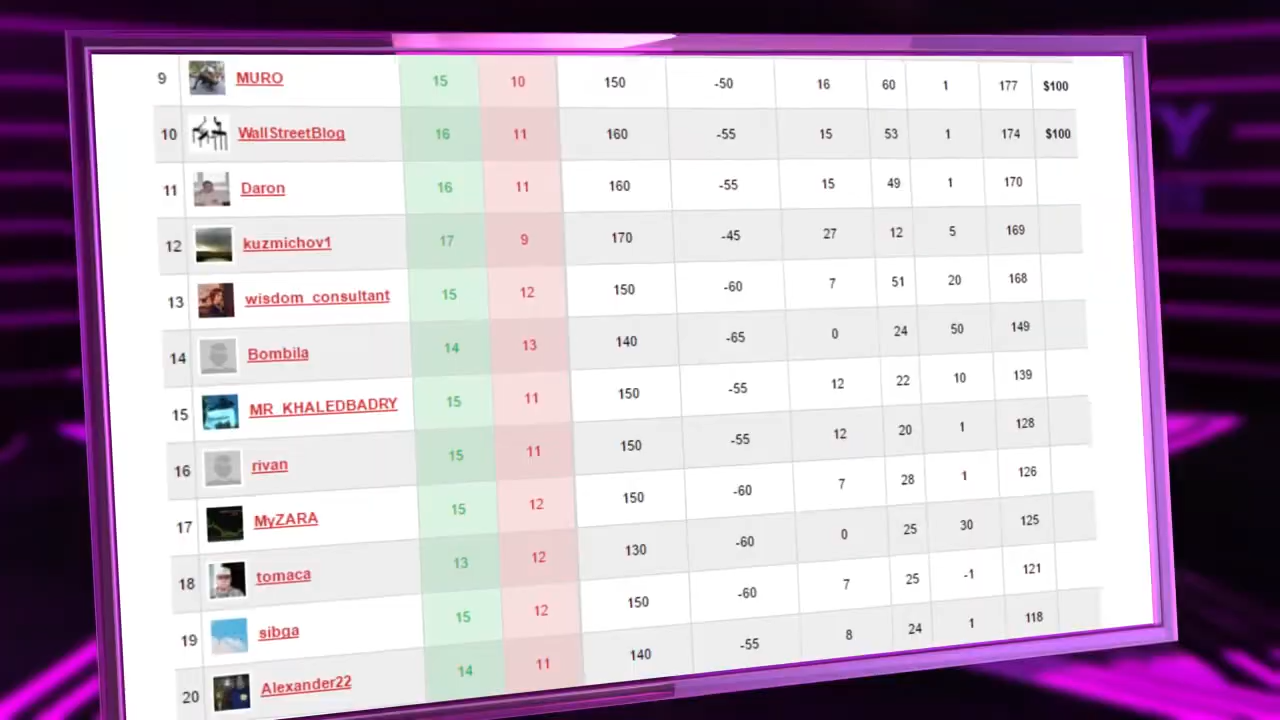 9 MURO 15 10 150 -50 16 60 1 177 $100
10 WallStreetBlog 16 11 160 -55 15 53 1 174 $100
11 Daron 16 11 160 -55 15 49 1 170
12 kuzmichov1 17 9 170 -45 27 12 5 169
13 wisdom_consultant 15 12 150 -60 7 51 20 168
14 Bombila 14 13 140 -65 0 24 50 149
15 MR_KHALEDBADRY 15 11 150 -55 12 22 10 139
16 rivan 15 11 150 -55 12 20 1 128
17 MyZARA 15 12 150 -60 7 28 1 126
18 tomaca 13 12 130 -60 0 25 30 125
19 sibga 15 12 150 -60 7 25 -1 121
20 Alexander22 14 11 140 -55 8 24 1 118
Y